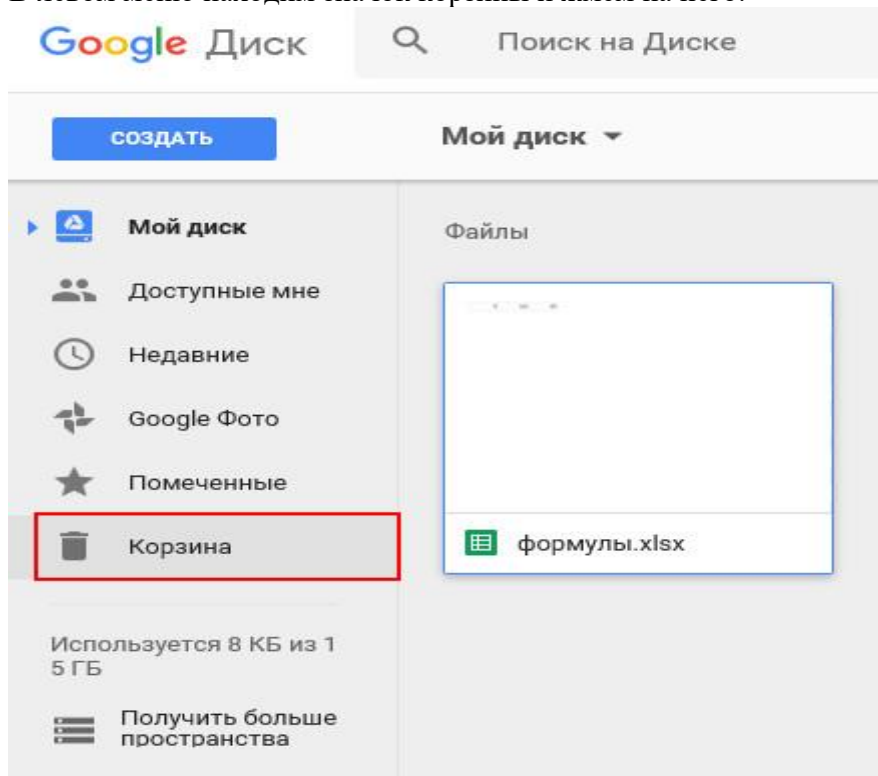 Google Диск
Поиск на Диске
СОЗДАТЬ
Мой диск
Мой диск
Доступные мне
Недавние
Google Фото
Помеченные
Корзина
Используется 8 КБ из 1
5 ГБ
Получить больше
пространства
Файлы
формулы.xlsx